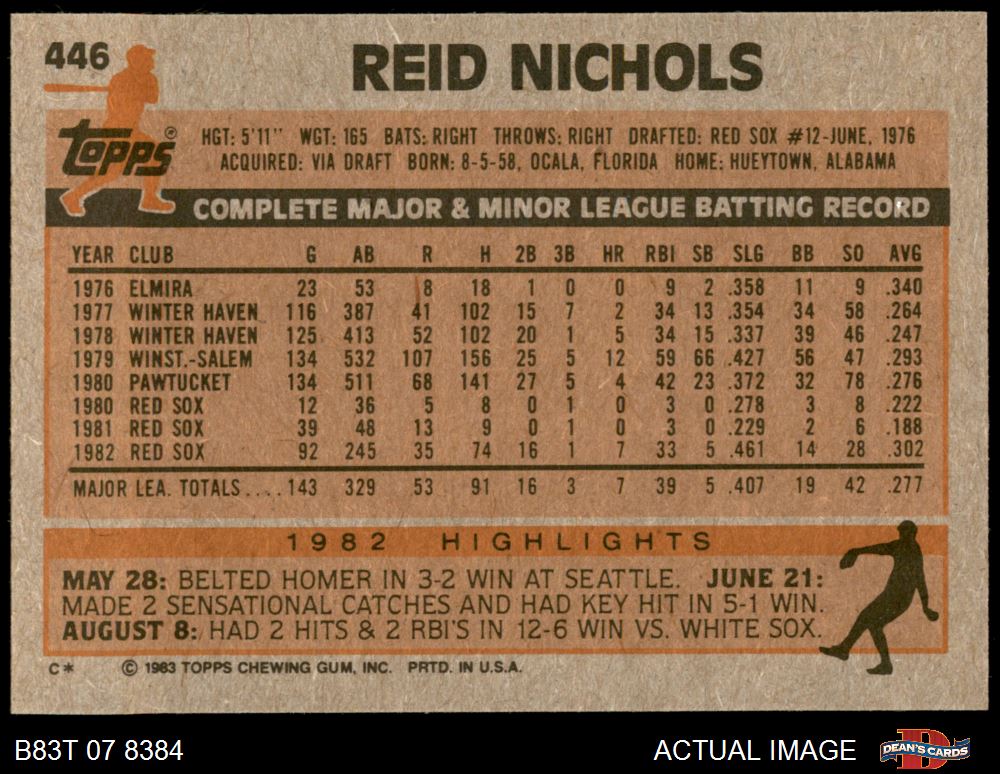 446
REID NICHOLS
Topps®
HGT: 5'11" WGT: 165 BATS: RIGHT THROWS: RIGHT DRAFTED: RED SOX #12-JUNE, 1976
ACQUIRED: VIA DRAFT BORN: 8-5-58, OCALA, FLORIDA HOME: HUEYTOWN, ALABAMA
COMPLETE MAJOR & MINOR LEAGUE BATTING RECORD
YEAR CLUB G AB R H 2B 3B HR RBI SB SLG BB SO AVG
1976 ELMIRA 23 53 8 18 1 0 0 9 2 .358 11 9 .340
1977 WINTER HAVEN 116 387 41 102 15 7 2 34 13 .354 34 58 .264
1978 WINTER HAVEN 125 413 52 102 20 1 5 34 15 .337 39 46 .247
1979 WINST.-SALEM 134 532 107 156 25 5 12 59 66 .427 56 47 .293
1980 PAWTUCKET 134 511 68 141 27 5 4 42 23 .372 32 78 .276
1980 RED SOX 12 36 5 8 0 1 0 3 0 .278 3 8 .222
1981 RED SOX 39 48 13 9 0 1 0 3 0 .229 2 6 .188
1982 RED SOX 92 245 35 74 16 1 7 33 5 .461 14 28 .302
MAJOR LEA. TOTALS.... 143 329 53 91 16 3 7 39 5 .407 19 42 .277
1982 HIGHLIGHTS
MAY 28: BELTED HOMER IN 3-2 WIN AT SEATTLE. JUNE 21:
MADE 2 SENSATIONAL CATCHES AND HAD KEY HIT IN 5-1 WIN.
AUGUST 8: HAD 2 HITS & 2 RBI'S IN 12-6 WIN VS. WHITE SOX.
C* © 1983 TOPPS CHEWING GUM, INC. PRTD. IN U.S.A.
B83T 07 8384 ACTUAL IMAGE DEAN'S CARDS